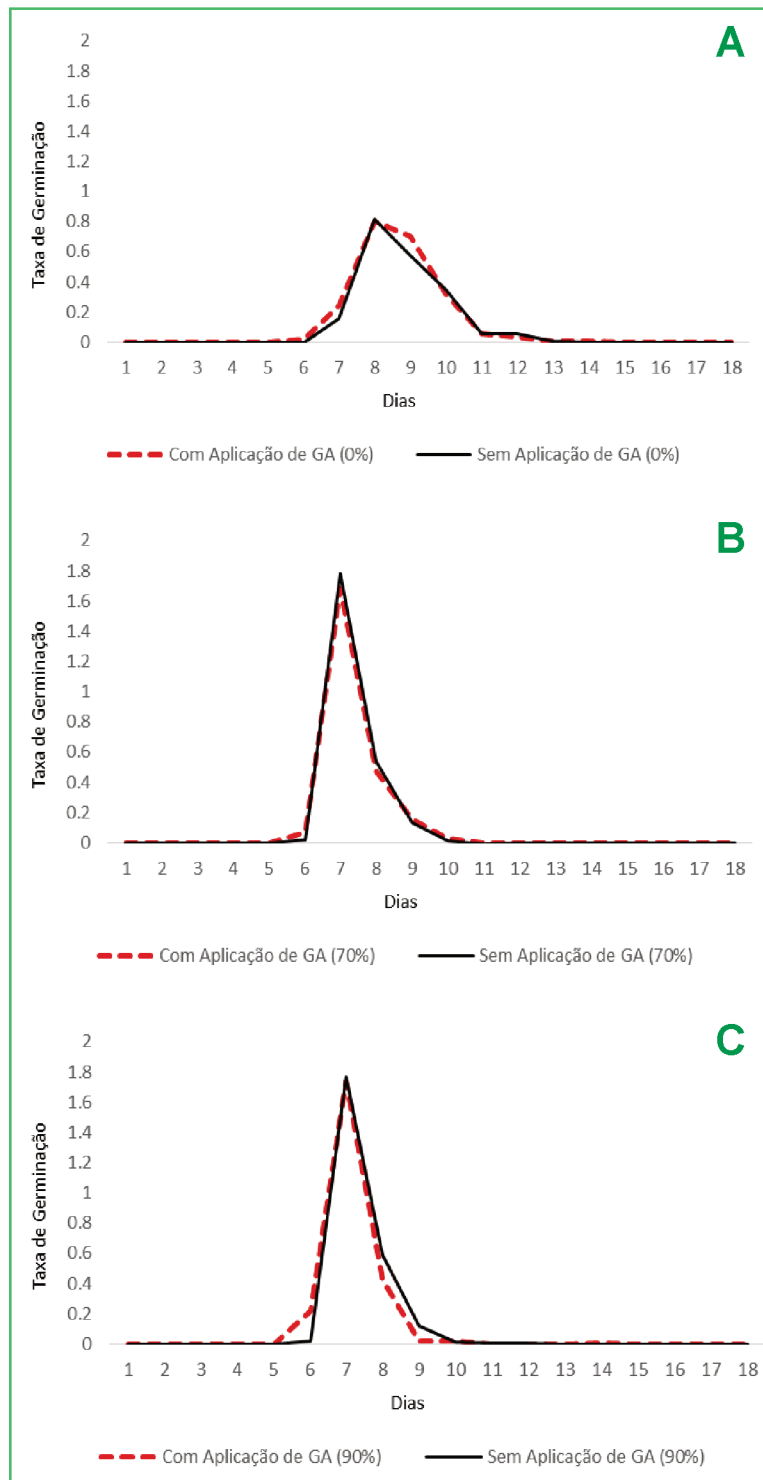 A
2
1.8
1.6
1.4
1.2
1
0.8
0.6
0.4
0.2
0
Taxa de Germinação
1 2 3 4 5 6 7 8 9 10 11 12 13 14 15 16 17 18
Dias
Com Aplicação de GA (0%) Sem Aplicação de GA (0%)
B
2
1.8
1.6
1.4
1.2
1
0.8
0.6
0.4
0.2
0
Taxa de Germinação
1 2 3 4 5 6 7 8 9 10 11 12 13 14 15 16 17 18
Dias
Com Aplicação de GA (70%) Sem Aplicação de GA (70%)
C
2
1.8
1.6
1.4
1.2
1
0.8
0.6
0.4
0.2
0
Taxa de Germinação
1 2 3 4 5 6 7 8 9 10 11 12 13 14 15 16 17 18
Dias
Com Aplicação de GA (90%) Sem Aplicação de GA (90%)